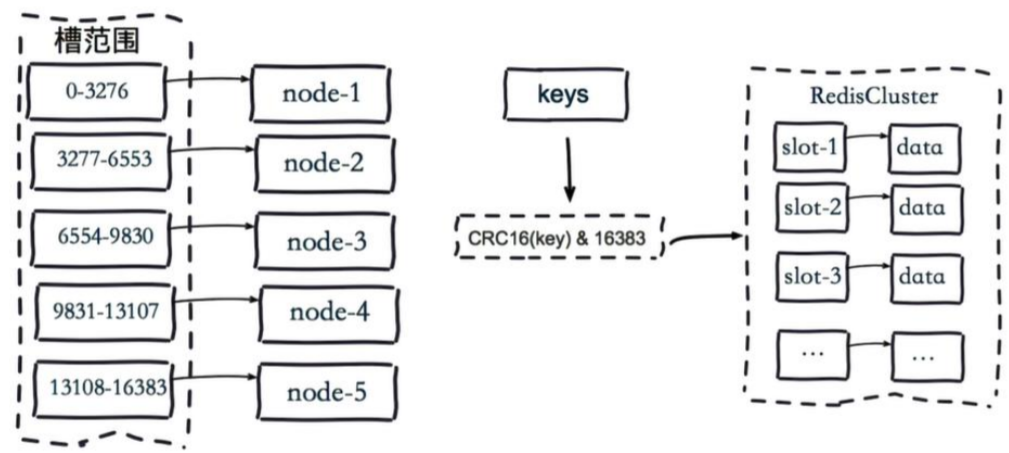 槽范围
0-3276
node-1
3277-6553
node-2
6554-9830
node-3
9831-13107
node-4
13108-16383
node-5
keys
CRC16(key) & 16383
RedisCluster
slot-1
data
slot-2
data
slot-3
data
...
...